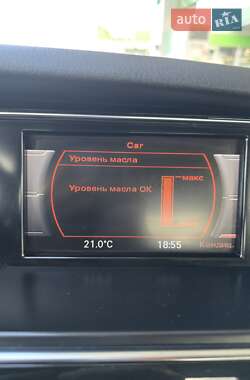 auto RIA
Car
Уровень масла
макс
Уровень масла OK
21.0°C
18:55
Кондиц.